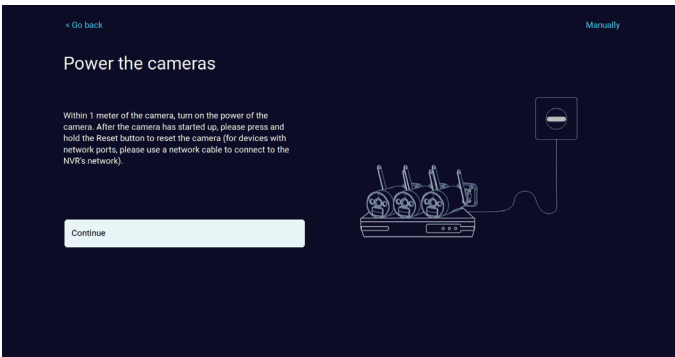 < Go back
Manually
Power the cameras
Within 1 meter of the camera, turn on the power of the
camera. After the camera has started up, please press and
hold the Reset button to reset the camera (for devices with
network ports, please use a network cable to connect to the
NVR's network).
Continue